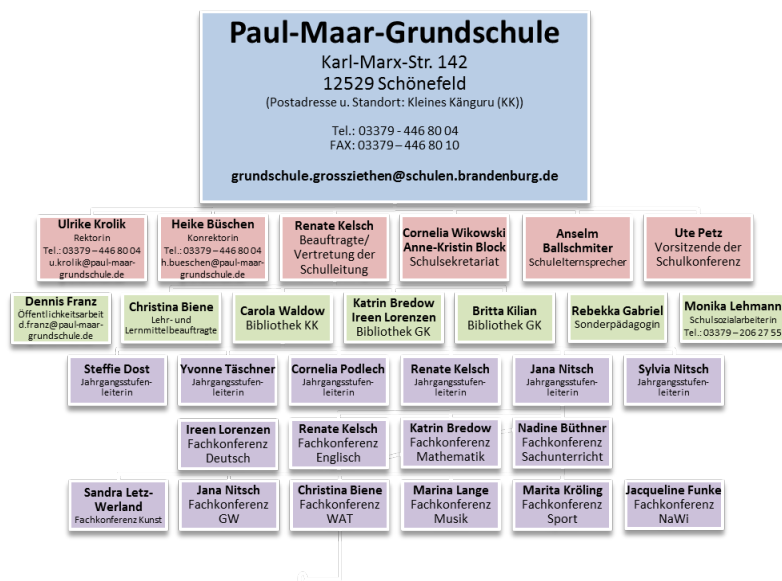 Paul-Maar-Grundschule
Karl-Marx-Str. 142
12529 Schönefeld
(Postadresse u. Standort: Kleines Känguru (KK))
Tel.: 03379 - 446 80 04
FAX: 03379 – 446 80 10
grundschule.grossziethen@schulen.brandenburg.de
Ulrike Krolik
Rektorin
Tel.: 03379 – 446 80 04
u.krolik@paul-maar-
grundschule.de
Heike Büschen
Konrektorin
Tel.: 03379 – 446 80 04
h.bueschen@paul-maar-
grundschule.de
Renate Kelsch
Beauftragte/
Vertretung der
Schulleitung
Cornelia Wikowski
Anne-Kristin Block
Schulsekretariat
Anselm
Ballschmiter
Schulelternsprecher
Ute Petz
Vorsitzende der
Schulkonferenz
Dennis Franz
Öffentlichkeitsarbeit
d.franz@paul-maar-
grundschule.de
Christina Biene
Lehr- und
Lernmittelbeauftragte
Carola Waldow
Bibliothek KK
Katrin Bredow
Ireen Lorenzen
Bibliothek GK
Britta Kilian
Bibliothek GK
Rebekka Gabriel
Sonderpädagogin
Monika Lehmann
Schulsozialarbeiterin
Tel.: 03379 – 206 27 55
Steffie Dost
Jahrgangsstufen-
leiterin
Yvonne Täschner
Jahrgangsstufen-
leiterin
Cornelia Podlech
Jahrgangsstufen-
leiterin
Renate Kelsch
Jahrgangsstufen-
leiterin
Jana Nitsch
Jahrgangsstufen-
leiterin
Sylvia Nitsch
Jahrgangsstufen-
leiterin
Ireen Lorenzen
Fachkonferenz
Deutsch
Renate Kelsch
Fachkonferenz
Englisch
Katrin Bredow
Fachkonferenz
Mathematik
Nadine Büthner
Fachkonferenz
Sachunterricht
Sandra Letz-
Werland
Fachkonferenz Kunst
Jana Nitsch
Fachkonferenz
GW
Christina Biene
Fachkonferenz
WAT
Marina Lange
Fachkonferenz
Musik
Marita Kröling
Fachkonferenz
Sport
Jacqueline Funke
Fachkonferenz
NaWi